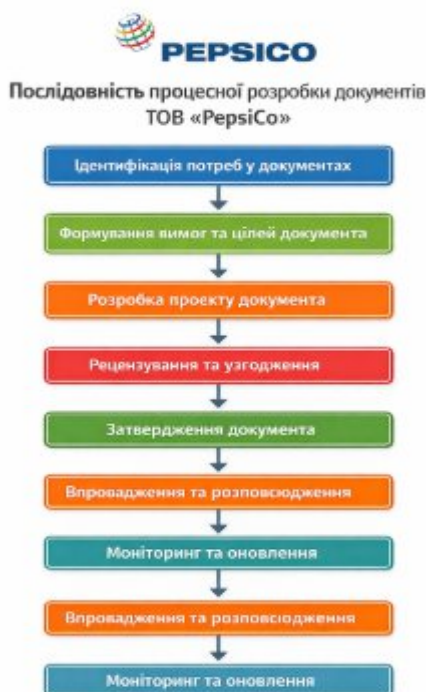 PEPSICO
Послідовність процесної розробки документів
ТОВ «PepsiCo»
Ідентифікація потреб у документах
Формування вимог та цілей документа
Розробка проекту документа
Рецензування та узгодження
Затвердження документа
Впровадження та розповсюдження
Моніторинг та оновлення
Впровадження та розповсюдження
Моніторинг та оновлення